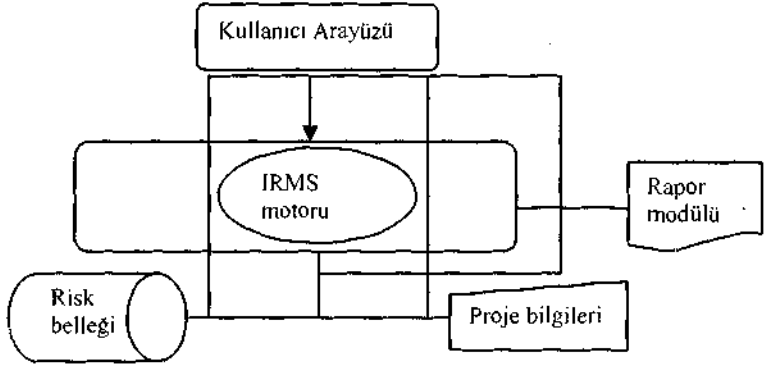 Kullanıcı Arayüzü
IRMS
motoru
Rapor
modülü
Risk
belleği
Proje bilgileri